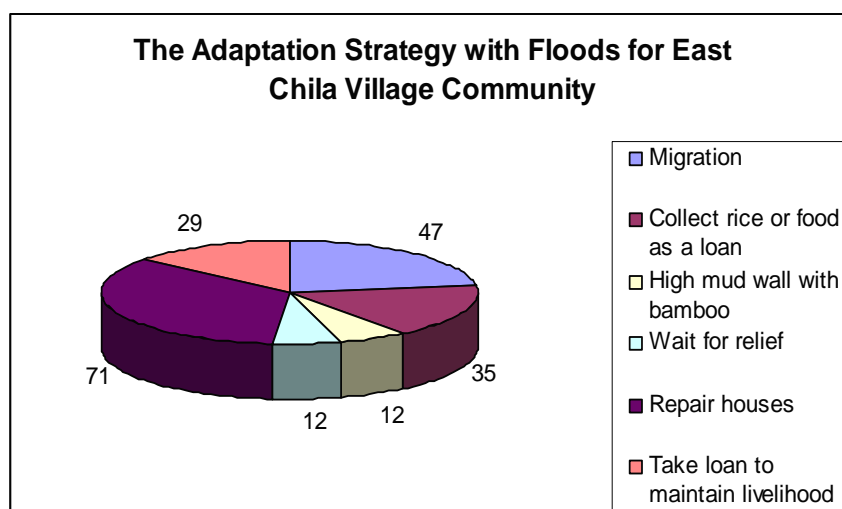 The Adaptation Strategy with Floods for East
Chila Village Community
29
47
71
12
12
35
Migration
Collect rice or food
as a loan
High mud wall with
bamboo
Wait for relief
Repair houses
Take loan to
maintain livelihood